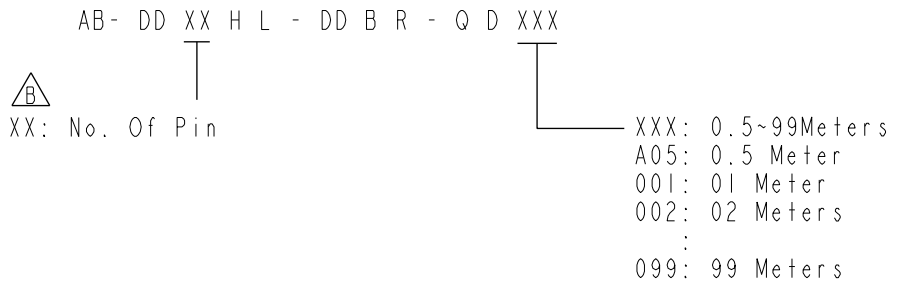 AB- DD XX H L - DD B R - Q D XXX
B
XX: No. Of Pin
XXX: 0.5~99Meters
A05: 0.5 Meter
001: 01 Meter
002: 02 Meters
:
099: 99 Meters